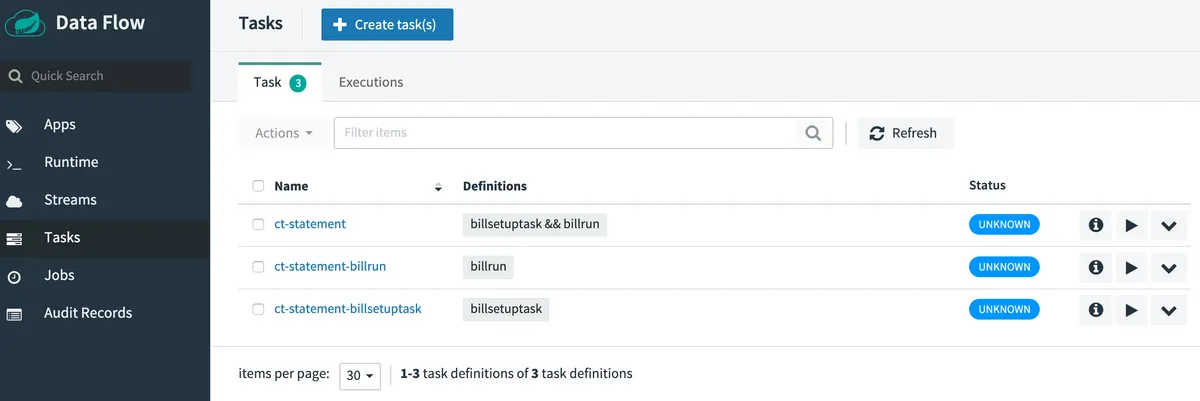 Data Flow
Tasks
Create task(s)
Quick Search
Task 3
Executions
Apps
Runtime
Streams
Tasks
Jobs
Audit Records
Actions
Filter items
Refresh
Name Definitions Status
ct-statement billsetuptask && billrun UNKNOWN
ct-statement-billrun billrun UNKNOWN
ct-statement-billsetuptask billsetuptask UNKNOWN
items per page: 30 1-3 task definitions of 3 task definitions